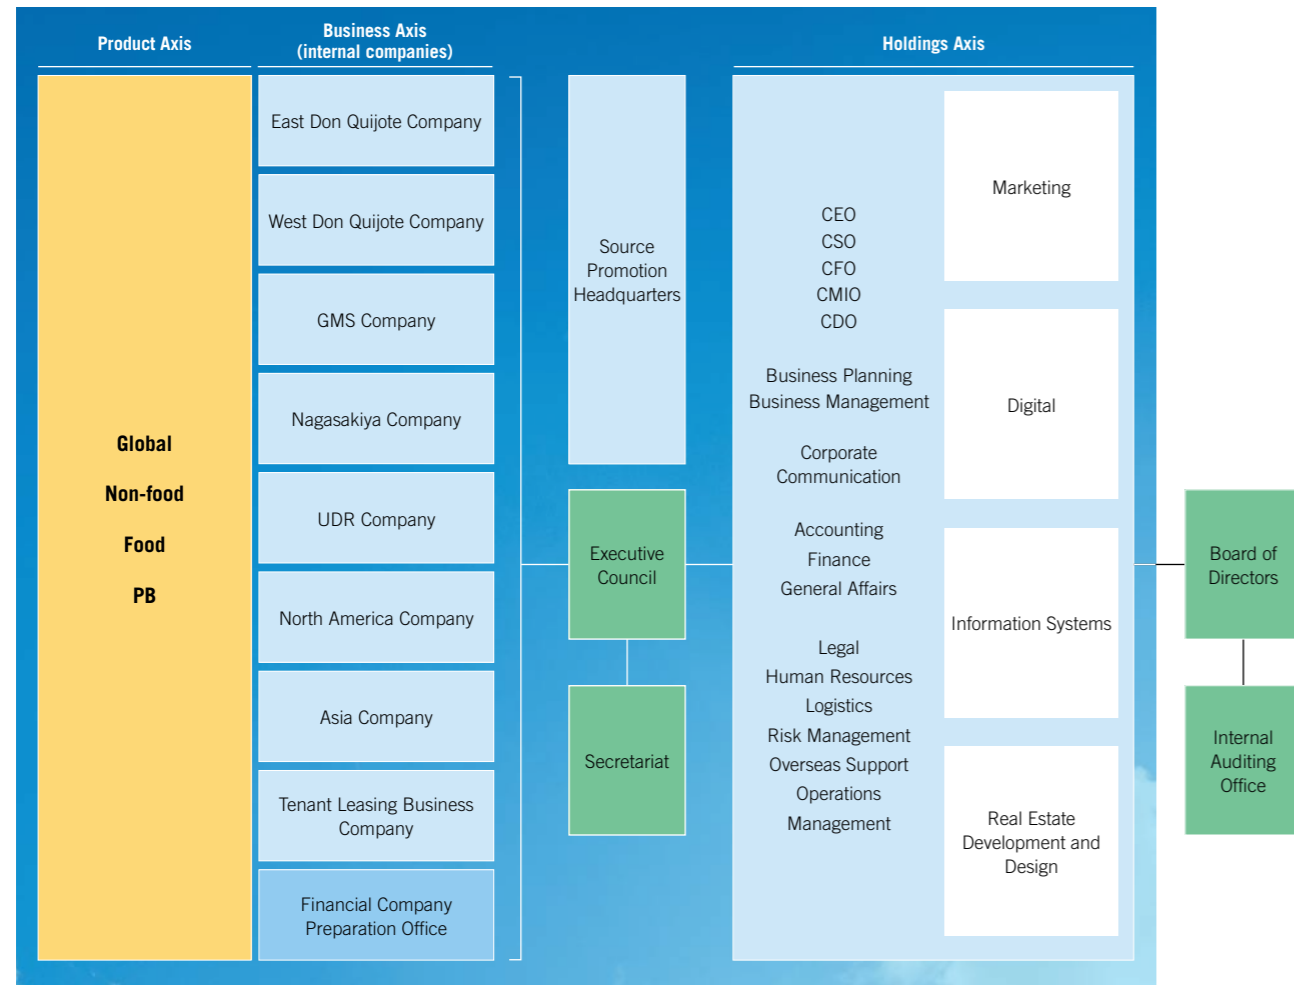 Product Axis
Business Axis
(internal companies)
Holdings Axis
Global
Non-food
Food
PB
East Don Quijote Company
West Don Quijote Company
GMS Company
Nagasakiya Company
UDR Company
North America Company
Asia Company
Tenant Leasing Business
Company
Financial Company
Preparation Office
Source
Promotion
Headquarters
Executive
Council
Secretariat
CEO
CSO
CFO
CMIO
CDO
Business Planning
Business Management
Corporate
Communication
Accounting
Finance
General Affairs
Legal
Human Resources
Logistics
Risk Management
Overseas Support
Operations
Management
Marketing
Digital
Information Systems
Real Estate
Development and
Design
Board of
Directors
Internal
Auditing
Office